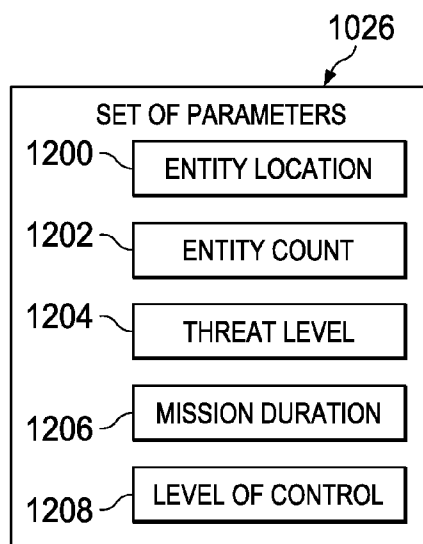 1026
SET OF PARAMETERS
1200
ENTITY LOCATION
1202
ENTITY COUNT
1204
THREAT LEVEL
1206
MISSION DURATION
1208
LEVEL OF CONTROL